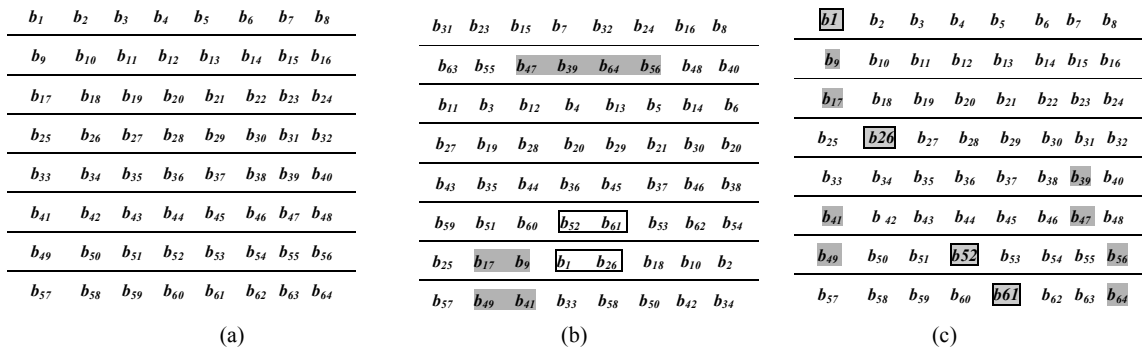 b1 b2 b3 b4 b5 b6 b7 b8
b9 b10 b11 b12 b13 b14 b15 b16
b17 b18 b19 b20 b21 b22 b23 b24
b25 b26 b27 b28 b29 b30 b31 b32
b33 b34 b35 b36 b37 b38 b39 b40
b41 b42 b43 b44 b45 b46 b47 b48
b49 b50 b51 b52 b53 b54 b55 b56
b57 b58 b59 b60 b61 b62 b63 b64
(a)
b31 b23 b15 b7 b32 b24 b16 b8
b63 b55 b47 b39 b64 b56 b48 b40
b11 b3 b12 b4 b13 b5 b14 b6
b27 b19 b28 b20 b29 b21 b30 b20
b43 b35 b44 b36 b45 b37 b46 b38
b59 b51 b60 b52 b61 b53 b62 b54
b25 b17 b9 b1 b26 b18 b10 b2
b57 b49 b41 b33 b58 b50 b42 b34
(b)
b1 b2 b3 b4 b5 b6 b7 b8
b9 b10 b11 b12 b13 b14 b15 b16
b17 b18 b19 b20 b21 b22 b23 b24
b25 b26 b27 b28 b29 b30 b31 b32
b33 b34 b35 b36 b37 b38 b39 b40
b41 b 42 b43 b44 b45 b46 b47 b48
b49 b50 b51 b52 b53 b54 b55 b56
b57 b58 b59 b60 b61 b62 b63 b64
(c)